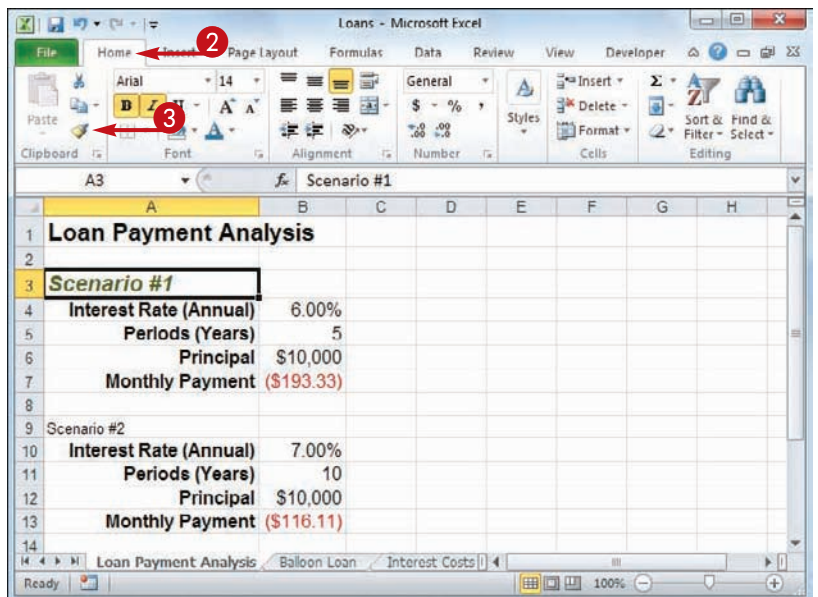 Loans - Microsoft Excel
2
File Home Insert Page Layout Formulas Data Review View Developer
Arial 14 General Insert Σ
B I U A A $ % , Styles Delete
3
Paste A .00 .00 Format Sort & Filter Find & Select
Clipboard Font Alignment Number Cells Editing
A3 fx Scenario #1
A B C D E F G H
1 Loan Payment Analysis
2
3 Scenario #1
4 Interest Rate (Annual) 6.00%
5 Periods (Years) 5
6 Principal $10,000
7 Monthly Payment ($193.33)
8
9 Scenario #2
10 Interest Rate (Annual) 7.00%
11 Periods (Years) 10
12 Principal $10,000
13 Monthly Payment ($116.11)
14
Loan Payment Analysis Balloon Loan Interest Costs
Ready 100%